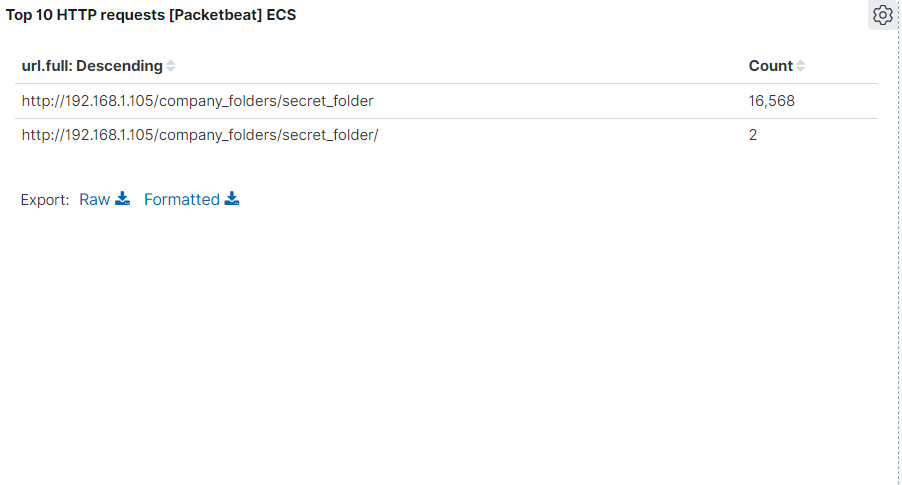 Top 10 HTTP requests [Packetbeat] ECS
url.full: Descending Count
http://192.168.1.105/company_folders/secret_folder 16,568
http://192.168.1.105/company_folders/secret_folder/ 2
Export: Raw Formatted